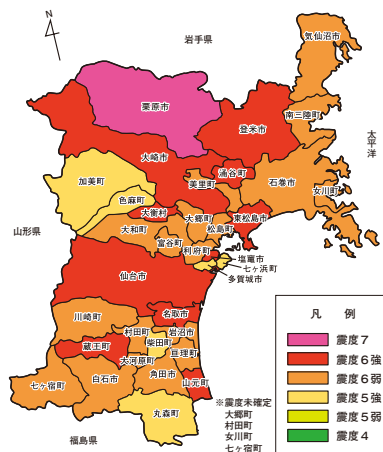 N
岩手県
気仙沼市
栗原市
南三陸町
登米市
太平洋
大崎市
涌谷町
加美町
美里町
石巻市
女川町
色麻町
大衡村
大郷町
東松島市
松島町
大和町
富谷町
利府町
山形県
塩竈市
七ヶ浜町
多賀城市
仙台市
川崎町
名取市
村田町
岩沼市
柴田町
蔵王町
大河原町
亘理町
角田市
七ヶ宿町
白石市
山元町
丸森町
福島県
※震度未確定
大郷町
村田町
女川町
七ヶ宿町
凡 例
震度7
震度6強
震度6弱
震度5強
震度5弱
震度4